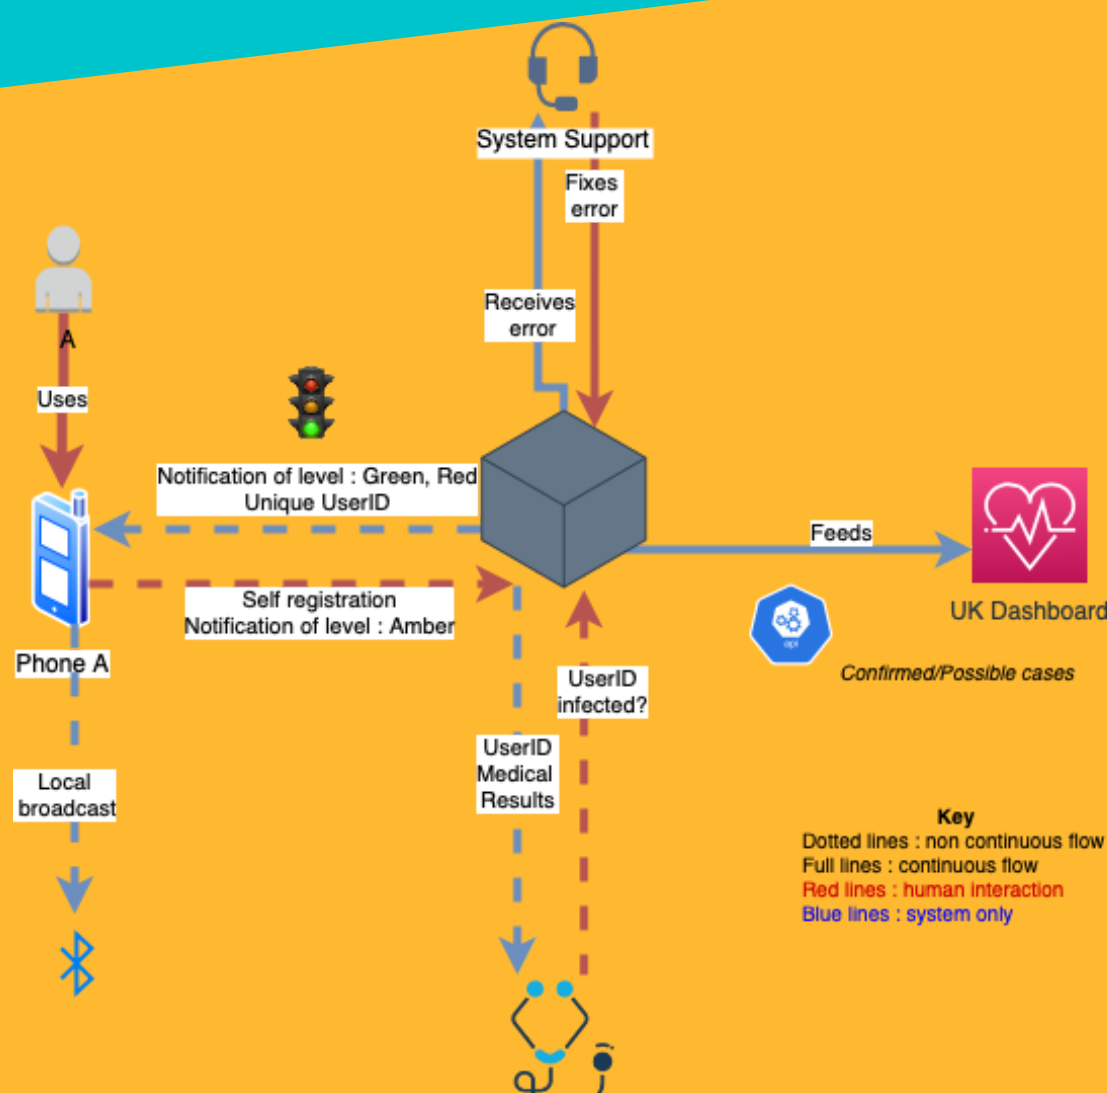 System Support
Fixes
error
Receives
error
A
Uses
Notification of level : Green, Red
Unique UserID
Feeds
Self registration
Notification of level : Amber
UK Dashboard
api
Phone A
Confirmed/Possible cases
UserID
infected?
UserID
Medical
Results
Local
broadcast
Key
Dotted lines : non continuous flow
Full lines : continuous flow
Red lines : human interaction
Blue lines : system only